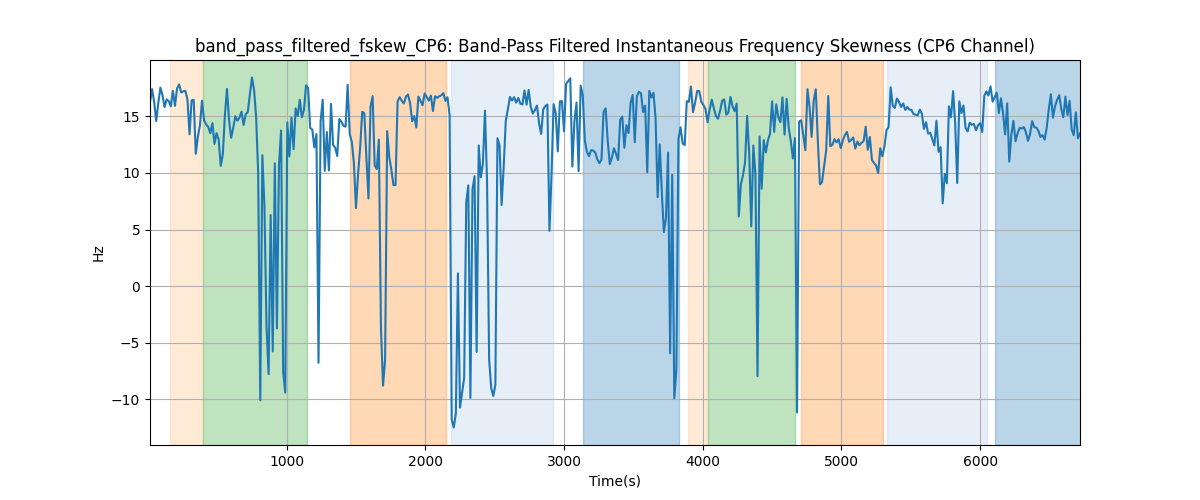 band_pass_filtered_fskew_CP6: Band-Pass Filtered Instantaneous Frequency Skewness (CP6 Channel)
Hz
15
10
5
0
−5
−10
1000 2000 3000 4000 5000 6000
Time(s)